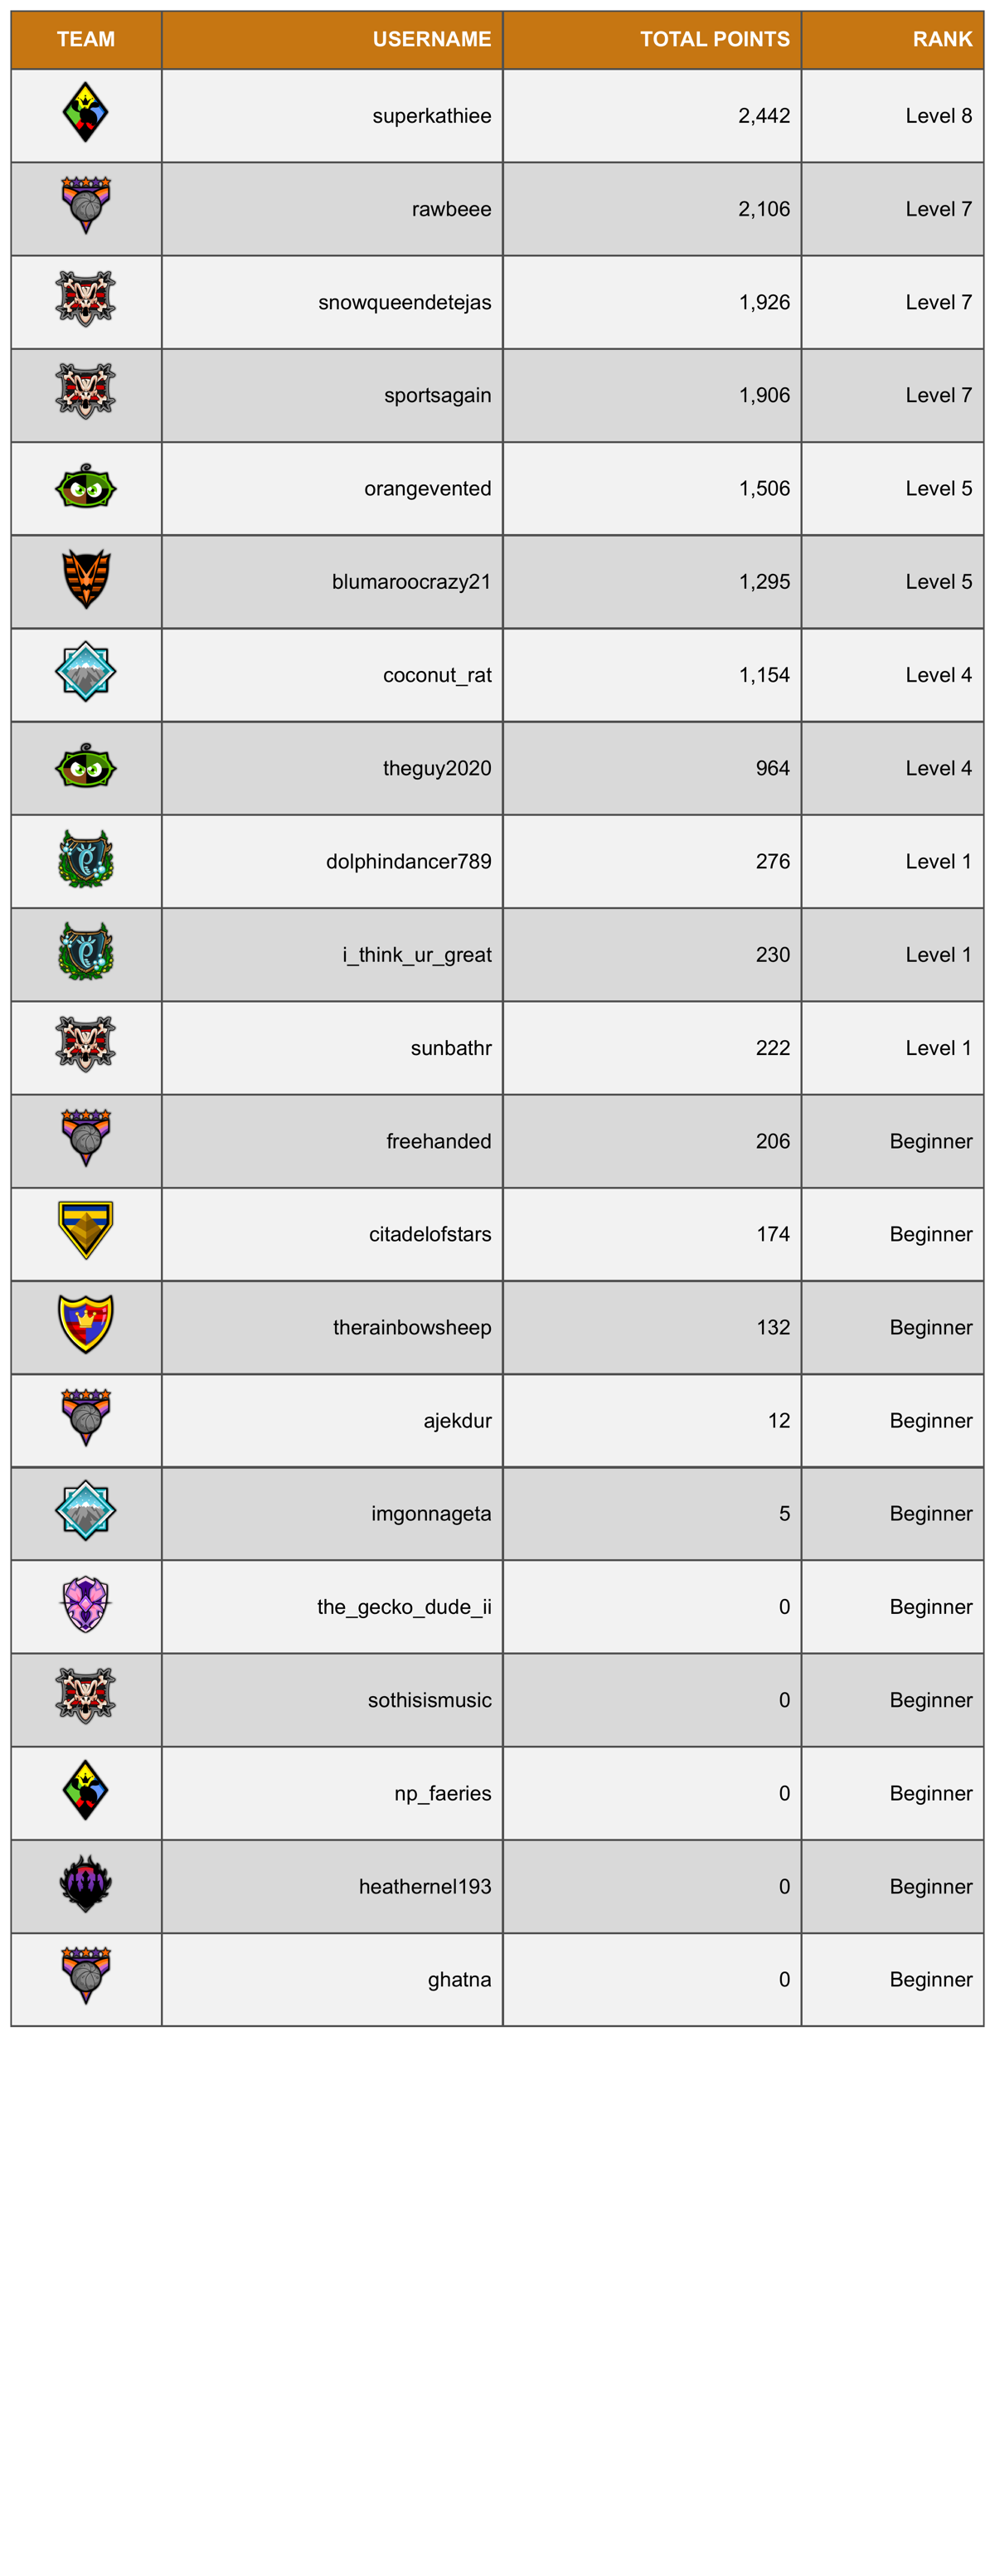 TEAM USERNAME TOTAL POINTS RANK
superkathiee 2,442 Level 8
rawbeee 2,106 Level 7
snowqueendetejas 1,926 Level 7
sportsagain 1,906 Level 7
orangevented 1,506 Level 5
blumaroocrazy21 1,295 Level 5
coconut_rat 1,154 Level 4
theguy2020 964 Level 4
dolphindancer789 276 Level 1
i_think_ur_great 230 Level 1
sunbathr 222 Level 1
freehanded 206 Beginner
citadelofstars 174 Beginner
therainbowsheep 132 Beginner
ajekdur 12 Beginner
imgonnageta 5 Beginner
the_gecko_dude_ii 0 Beginner
sothisismusic 0 Beginner
np_faeries 0 Beginner
heathernel193 0 Beginner
ghatna 0 Beginner